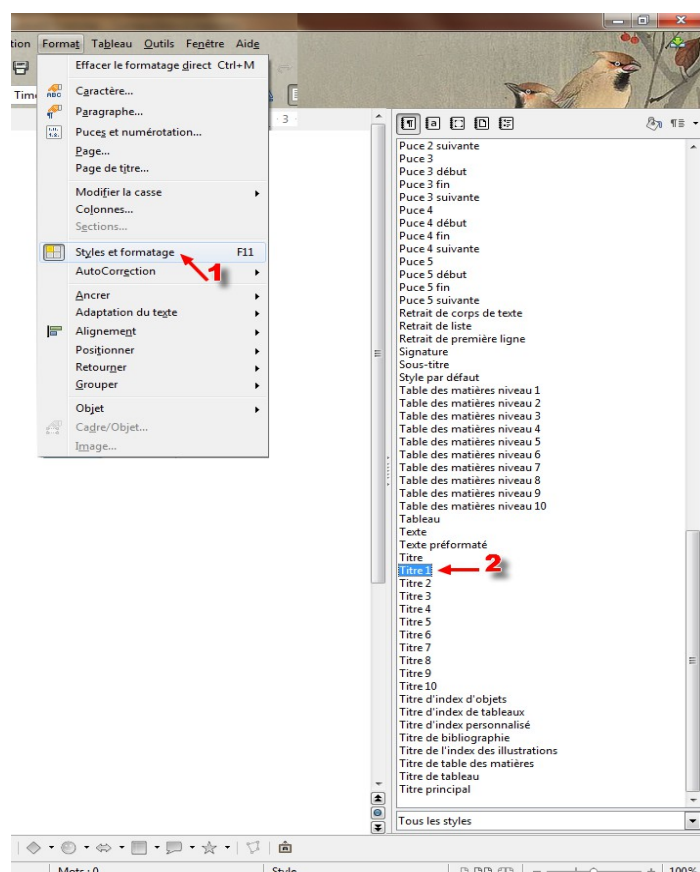 Format Tableau Outils Fenêtre Aide
Effacer le formatage direct Ctrl+M
Caractère...
Paragraphe...
Puces et numérotation...
Page...
Page de titre...
Modifier la casse
Colonnes...
Sections...
Styles et formatage F11
1
AutoCorrection
Ancrer
Adaptation du texte
Alignement
Positionner
Retourner
Grouper
Objet
Cadre/Objet...
Image...
3
Puce 2 suivante
Puce 3
Puce 3 début
Puce 3 fin
Puce 3 suivante
Puce 4
Puce 4 début
Puce 4 fin
Puce 4 suivante
Puce 5
Puce 5 début
Puce 5 fin
Puce 5 suivante
Retrait de corps de texte
Retrait de liste
Retrait de première ligne
Signature
Sous-titre
Style par défaut
Table des matières niveau 1
Table des matières niveau 2
Table des matières niveau 3
Table des matières niveau 4
Table des matières niveau 5
Table des matières niveau 6
Table des matières niveau 7
Table des matières niveau 8
Table des matières niveau 9
Table des matières niveau 10
Tableau
Texte
Texte préformaté
Titre
Titre 1 2
Titre 2
Titre 3
Titre 4
Titre 5
Titre 6
Titre 7
Titre 8
Titre 9
Titre 10
Titre d'index d'objets
Titre d'index de tableaux
Titre d'index personnalisé
Titre de bibliographie
Titre de l'index des illustrations
Titre de table des matières
Titre de tableau
Titre principal
Tous les styles
Mots : 0 Style 100%